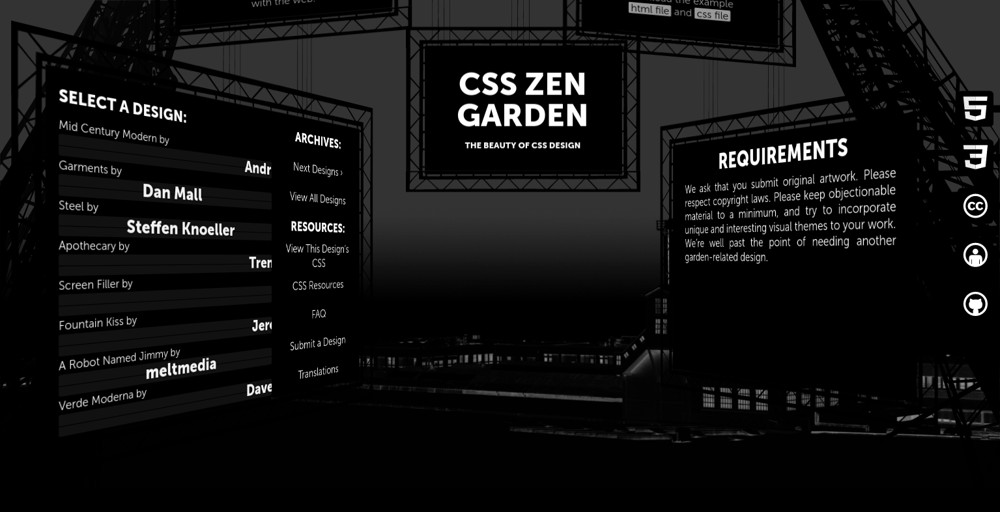 with the web.
download the example
html file and css file
CSS ZEN
GARDEN
THE BEAUTY OF CSS DESIGN
SELECT A DESIGN:
Mid Century Modern by
Andr
Garments by
Dan Mall
Steel by
Steffen Knoeller
Apothecary by
Tren
Screen Filler by
Fountain Kiss by
Jere
A Robot Named Jimmy by
meltmedia
Verde Moderna by
Dave
ARCHIVES:
Next Designs ›
View All Designs
RESOURCES:
View This Design's
CSS
CSS Resources
FAQ
Submit a Design
Translations
REQUIREMENTS
We ask that you submit original artwork. Please
respect copyright laws. Please keep objectionable
material to a minimum, and try to incorporate
unique and interesting visual themes to your work.
We're well past the point of needing another
garden-related design.
5
3
cc